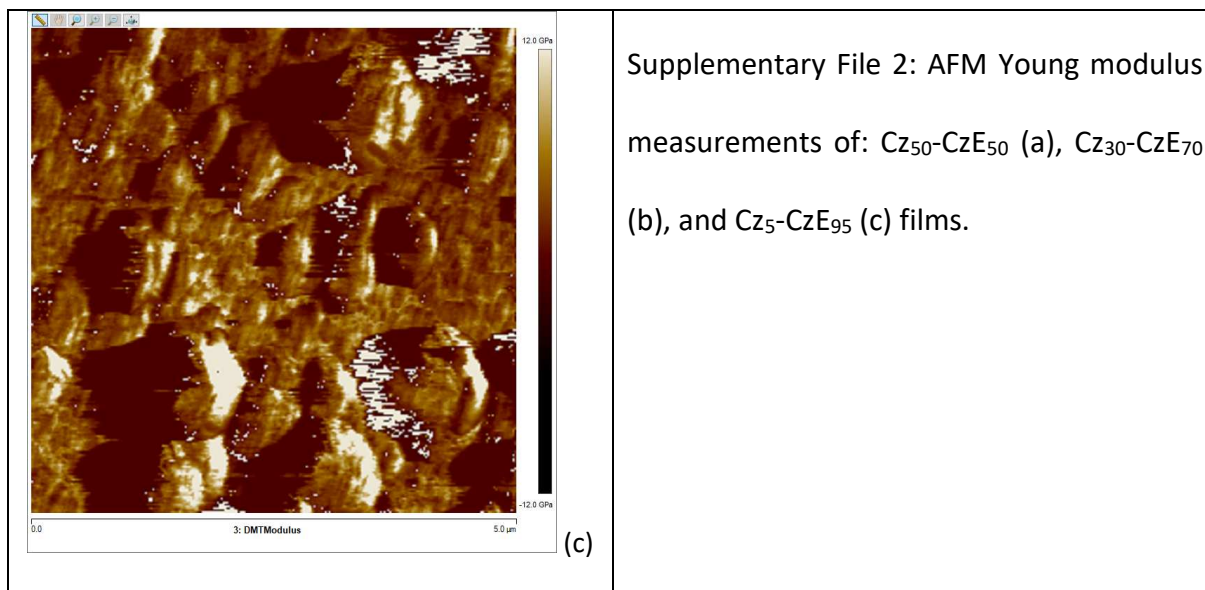 12.0 GPa
-12.0 GPa
0.0
3: DMTModulus
5.0 µm
(c)
Supplementary File 2: AFM Young modulus
measurements of: Cz₅₀-CzE₅₀ (a), Cz₃₀-CzE₇₀
(b), and Cz₅-CzE₉₅ (c) films.